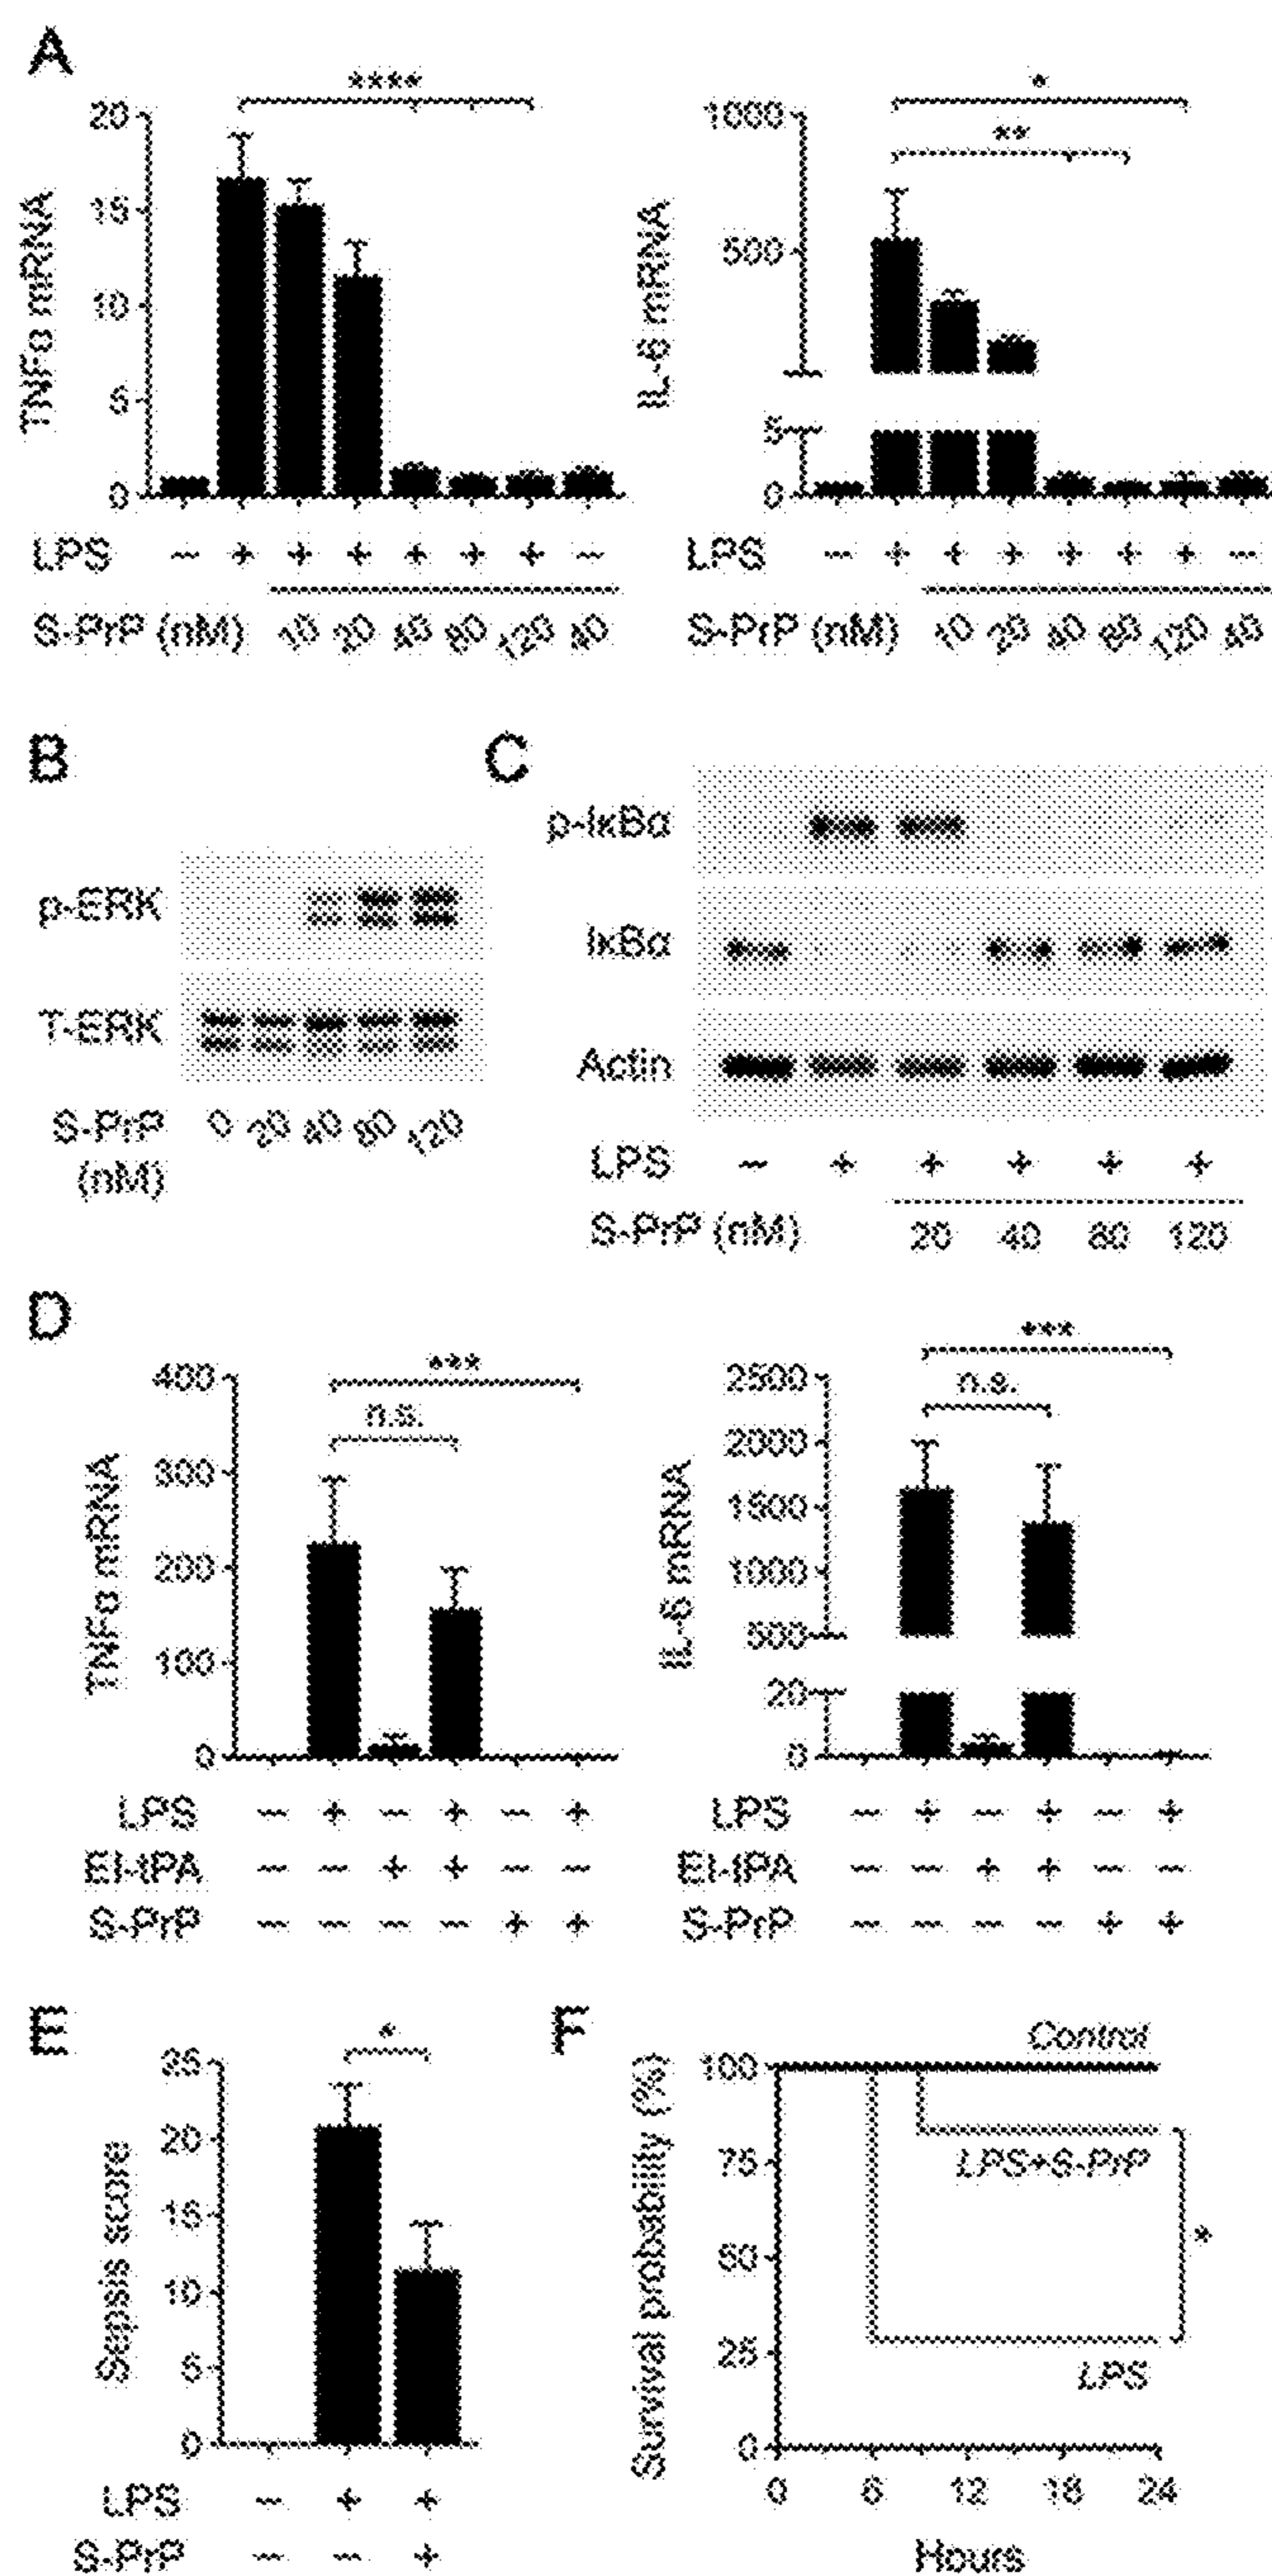 A
****
20
15
10
5
0
TNFα mRNA
LPS − + + + + + + −
S-PrP (nM) 10 20 40 80 120 40
*
**
1000
500
5
0
IL-6 mRNA
LPS − + + + + + + −
S-PrP (nM) 10 20 40 80 120 40
B
p-ERK
T-ERK
S-PrP 0 20 40 80 120
(nM)
C
p-IκBα
IκBα
Actin
LPS − + + + + +
S-PrP (nM) 20 40 80 120
D
***
n.s.
400
300
200
100
0
TNFα mRNA
LPS − + − + − +
EI-tPA − − + + − −
S-PrP − − − − + +
***
n.s.
2500
2000
1500
1000
500
20
0
IL-6 mRNA
LPS − + − + − +
EI-tPA − − + + − −
S-PrP − − − − + +
E
*
25
20
15
10
5
0
Sepsis score
LPS − + +
S-PrP − − +
F
Control
LPS+S-PrP
*
LPS
100
75
50
25
0
Survival probability (%)
0 6 12 18 24
Hours